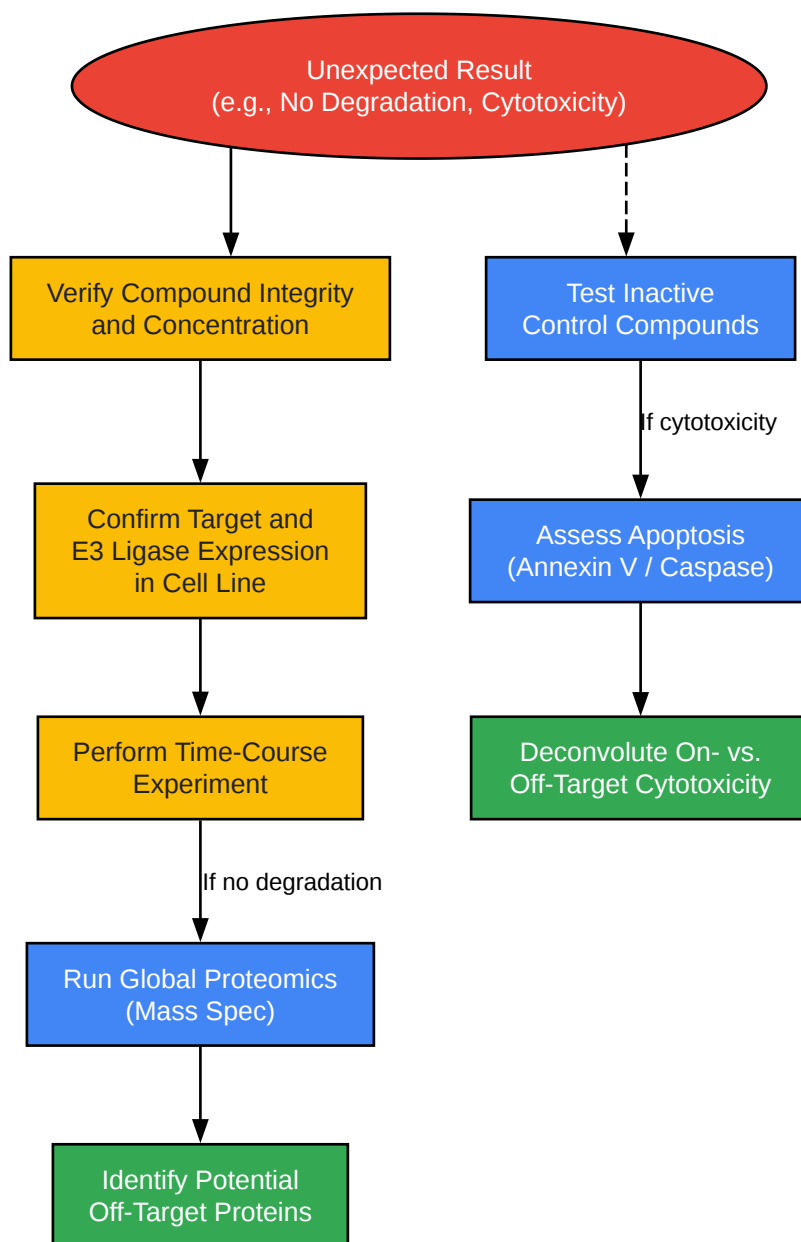 Unexpected Result
(e.g., No Degradation, Cytotoxicity)
Verify Compound Integrity
and Concentration
Test Inactive
Control Compounds
If cytotoxicity
Confirm Target and
E3 Ligase Expression
in Cell Line
Assess Apoptosis
(Annexin V / Caspase)
Perform Time-Course
Experiment
Deconvolute On- vs.
Off-Target Cytotoxicity
If no degradation
Run Global Proteomics
(Mass Spec)
Identify Potential
Off-Target Proteins